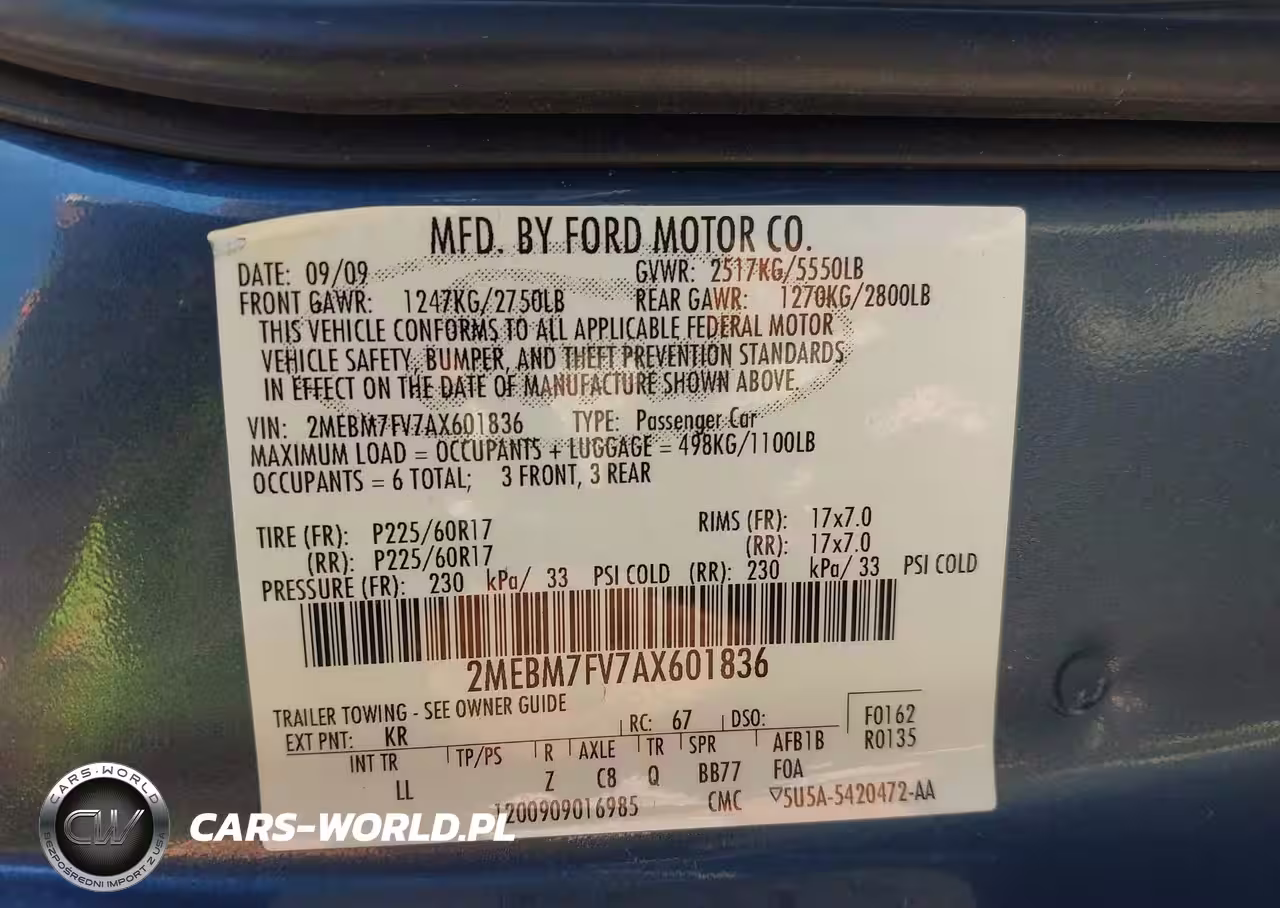 MFD. BY FORD MOTOR CO.
DATE: 09/09 GVWR: 2517KG/5550LB
FRONT GAWR: 1247KG/2750LB REAR GAWR: 1270KG/2800LB
THIS VEHICLE CONFORMS TO ALL APPLICABLE FEDERAL MOTOR
VEHICLE SAFETY, BUMPER, AND THEFT PREVENTION STANDARDS
IN EFFECT ON THE DATE OF MANUFACTURE SHOWN ABOVE.
VIN: 2MEBM7FV7AX601836 TYPE: Passenger Car
MAXIMUM LOAD = OCCUPANTS + LUGGAGE = 498KG/1100LB
OCCUPANTS = 6 TOTAL; 3 FRONT, 3 REAR
TIRE (FR): P225/60R17 RIMS (FR): 17x7.0
(RR): P225/60R17 (RR): 17x7.0
PRESSURE (FR): 230 kPa/ 33 PSI COLD (RR): 230 kPa/ 33 PSI COLD
2MEBM7FV7AX601836
TRAILER TOWING - SEE OWNER GUIDE
EXT PNT: KR RC: 67 DSO: F0162
INT TR TP/PS R AXLE TR SPR AFB1B R0135
LL Z C8 Q BB77 FOA
1200909016985 CMC ▽5U5A-5420472-AA
CARS-WORLD
CW
BEZPOŚREDNI IMPORT Z USA
CARS-WORLD.PL